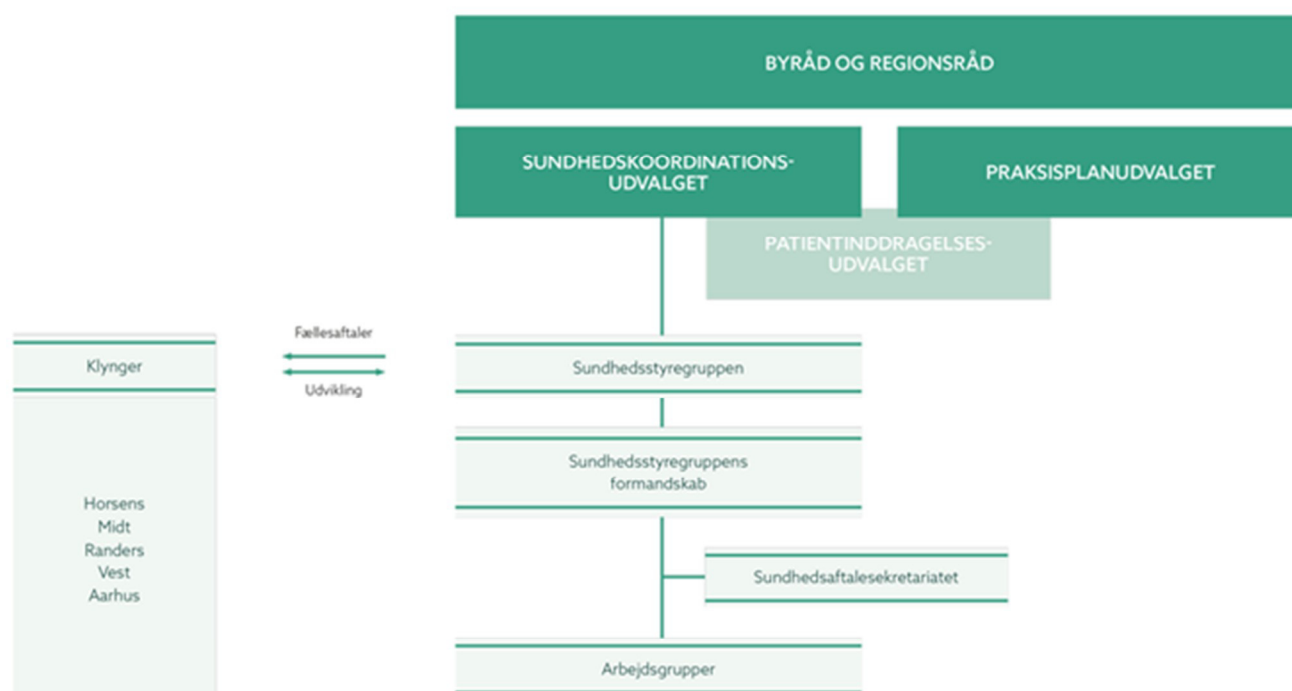 BYRÅD OG REGIONSRÅD
SUNDHEDSKOORDINATIONS-
UDVALGET
PRAKSISPLANUDVALGET
PATIENTINDDRAGELSES-
UDVALGET
Klynger
Fællesaftaler
Udvikling
Sundhedsstyregruppen
Sundhedsstyregruppens
formandskab
Horsens
Midt
Randers
Vest
Aarhus
Sundhedsaftalesekretariatet
Arbejdsgrupper